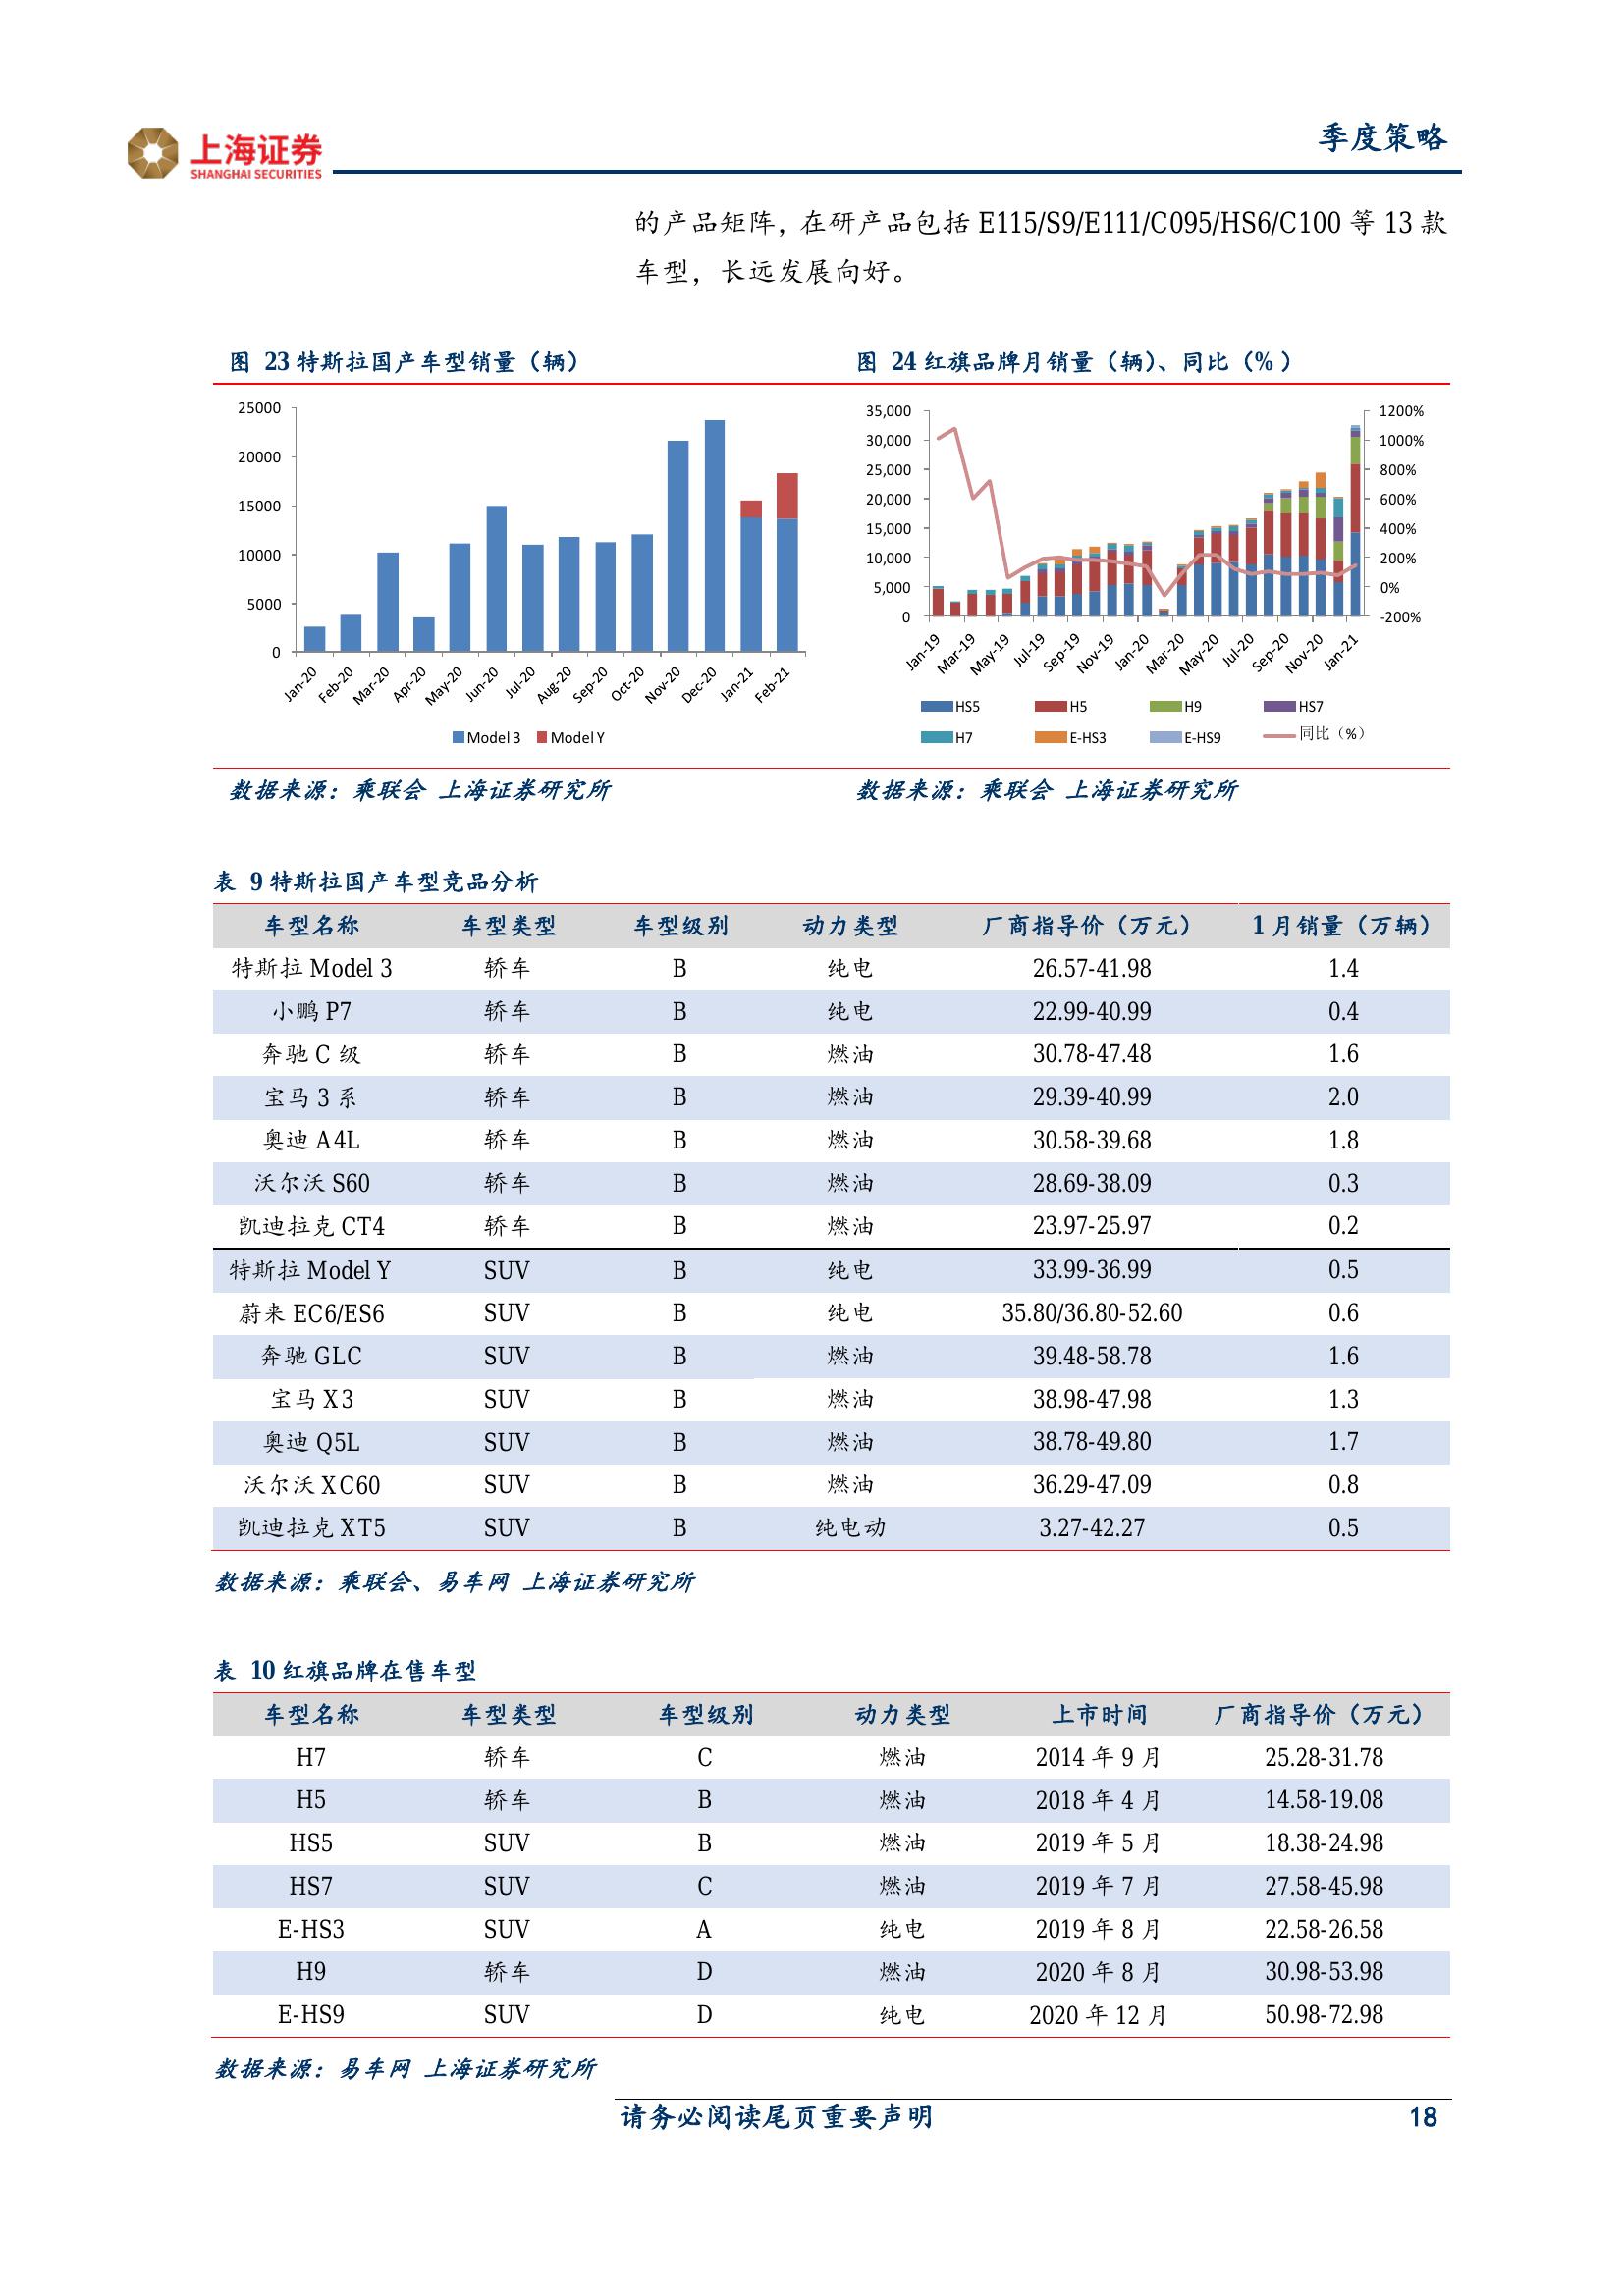 上海证券
SHANGHAI SECURITIES
季度策略
的产品矩阵，在研产品包括 E115/S9/E111/C095/HS6/C100 等 13 款
车型，长远发展向好。
图 23 特斯拉国产车型销量（辆）
25000
20000
15000
10000
5000
0
Jan-20 Feb-20 Mar-20 Apr-20 May-20 Jun-20 Jul-20 Aug-20 Sep-20 Oct-20 Nov-20 Dec-20 Jan-21 Feb-21
Model 3 Model Y
数据来源：乘联会 上海证券研究所
图 24 红旗品牌月销量（辆）、同比（%）
35,000 1200%
30,000 1000%
25,000 800%
20,000 600%
15,000 400%
10,000 200%
5,000 0%
0 -200%
Jan-19 Mar-19 May-19 Jul-19 Sep-19 Nov-19 Jan-20 Mar-20 May-20 Jul-20 Sep-20 Nov-20 Jan-21
HS5 H5 H9 HS7
H7 E-HS3 E-HS9 同比（%）
数据来源：乘联会 上海证券研究所
表 9 特斯拉国产车型竞品分析
车型名称 车型类型 车型级别 动力类型 厂商指导价（万元） 1 月销量（万辆）
特斯拉 Model 3 轿车 B 纯电 26.57-41.98 1.4
小鹏 P7 轿车 B 纯电 22.99-40.99 0.4
奔驰 C 级 轿车 B 燃油 30.78-47.48 1.6
宝马 3 系 轿车 B 燃油 29.39-40.99 2.0
奥迪 A4L 轿车 B 燃油 30.58-39.68 1.8
沃尔沃 S60 轿车 B 燃油 28.69-38.09 0.3
凯迪拉克 CT4 轿车 B 燃油 23.97-25.97 0.2
特斯拉 Model Y SUV B 纯电 33.99-36.99 0.5
蔚来 EC6/ES6 SUV B 纯电 35.80/36.80-52.60 0.6
奔驰 GLC SUV B 燃油 39.48-58.78 1.6
宝马 X3 SUV B 燃油 38.98-47.98 1.3
奥迪 Q5L SUV B 燃油 38.78-49.80 1.7
沃尔沃 XC60 SUV B 燃油 36.29-47.09 0.8
凯迪拉克 XT5 SUV B 纯电动 3.27-42.27 0.5
数据来源：乘联会、易车网 上海证券研究所
表 10 红旗品牌在售车型
车型名称 车型类型 车型级别 动力类型 上市时间 厂商指导价（万元）
H7 轿车 C 燃油 2014 年 9 月 25.28-31.78
H5 轿车 B 燃油 2018 年 4 月 14.58-19.08
HS5 SUV B 燃油 2019 年 5 月 18.38-24.98
HS7 SUV C 燃油 2019 年 7 月 27.58-45.98
E-HS3 SUV A 纯电 2019 年 8 月 22.58-26.58
H9 轿车 D 燃油 2020 年 8 月 30.98-53.98
E-HS9 SUV D 纯电 2020 年 12 月 50.98-72.98
数据来源：易车网 上海证券研究所
请务必阅读尾页重要声明 18